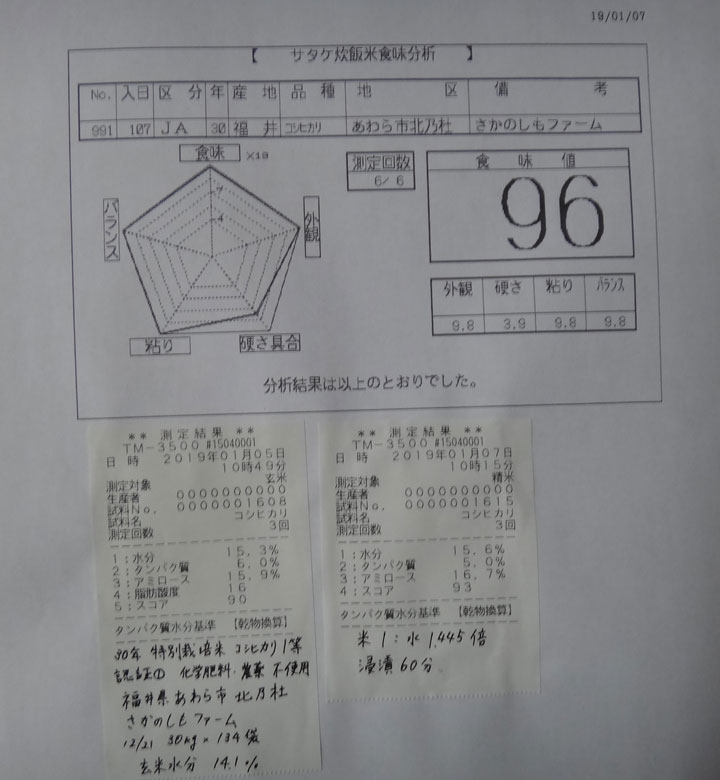 19/01/07
【 サタケ炊飯米食味分析 】
No. 入日 区分 年 産地 品種 地区 備考
991 107 JA 30 福井 コシヒカリ あわら市北乃杜 さかのしもファーム
食味 ×10
7
4
外観
硬さ具合
粘り
バランス
測定回数
6/ 6
食味値
96
外観 硬さ 粘り バランス
9.8 3.9 9.8 9.8
分析結果は以上のとおりでした。
** 測定結果 **
TM-3500 #15040001
日時 2019年01月05日
10時49分
測定対象 玄米
生産者 0000000000
試料No. 0000001608
試料名 コシヒカリ
測定回数 3回
1:水分 15.3%
2:タンパク質 6.0%
3:アミロース 15.9%
4:脂肪酸度 16
5:スコア 90
タンパク質水分基準 【乾物換算】
30年 特別栽培米 コシヒカリ 1等
認証① 化学肥料・農薬 不使用
福井県あわら市 北乃杜
さかのしもファーム
12/21 30kg × 134袋
玄米水分 14.1%
** 測定結果 **
TM-3500 #15040001
日時 2019年01月07日
10時15分
測定対象 精米
生産者 0000000000
試料No. 0000001615
試料名 コシヒカリ
測定回数 3回
1:水分 15.6%
2:タンパク質 5.0%
3:アミロース 16.7%
4:スコア 93
タンパク質水分基準 【乾物換算】
米1:水1,445倍
浸漬60分